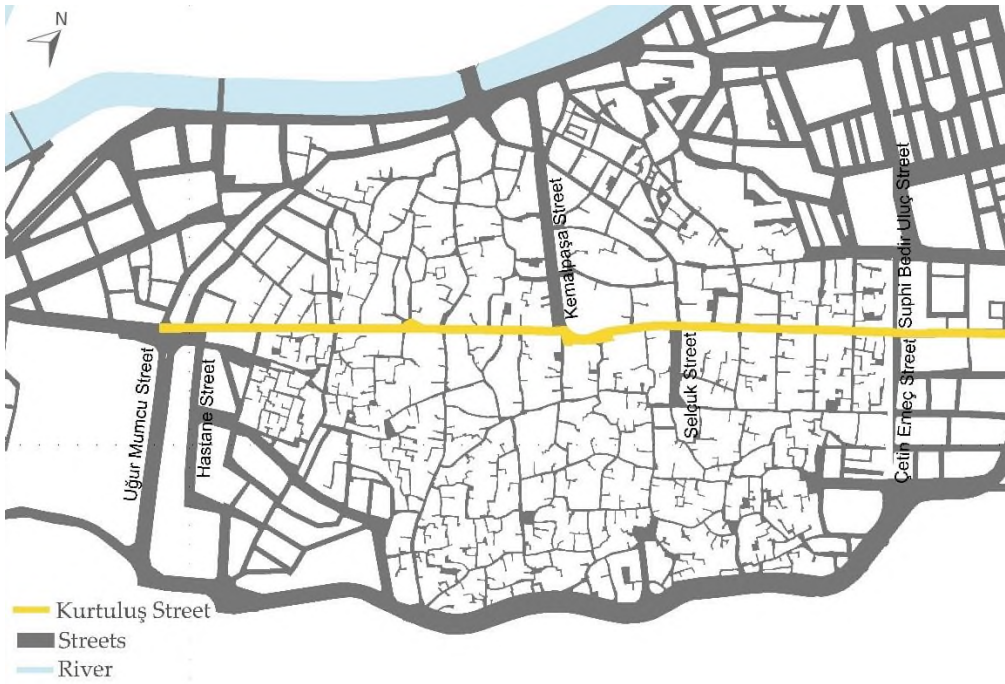 N
Kemalpaşa Street
Suphi Bedir Uluç Street
Uğur Mumcu Street
Hastane Street
Selçuk Street
Çetin Emeç Street
Kurtuluş Street
Streets
River